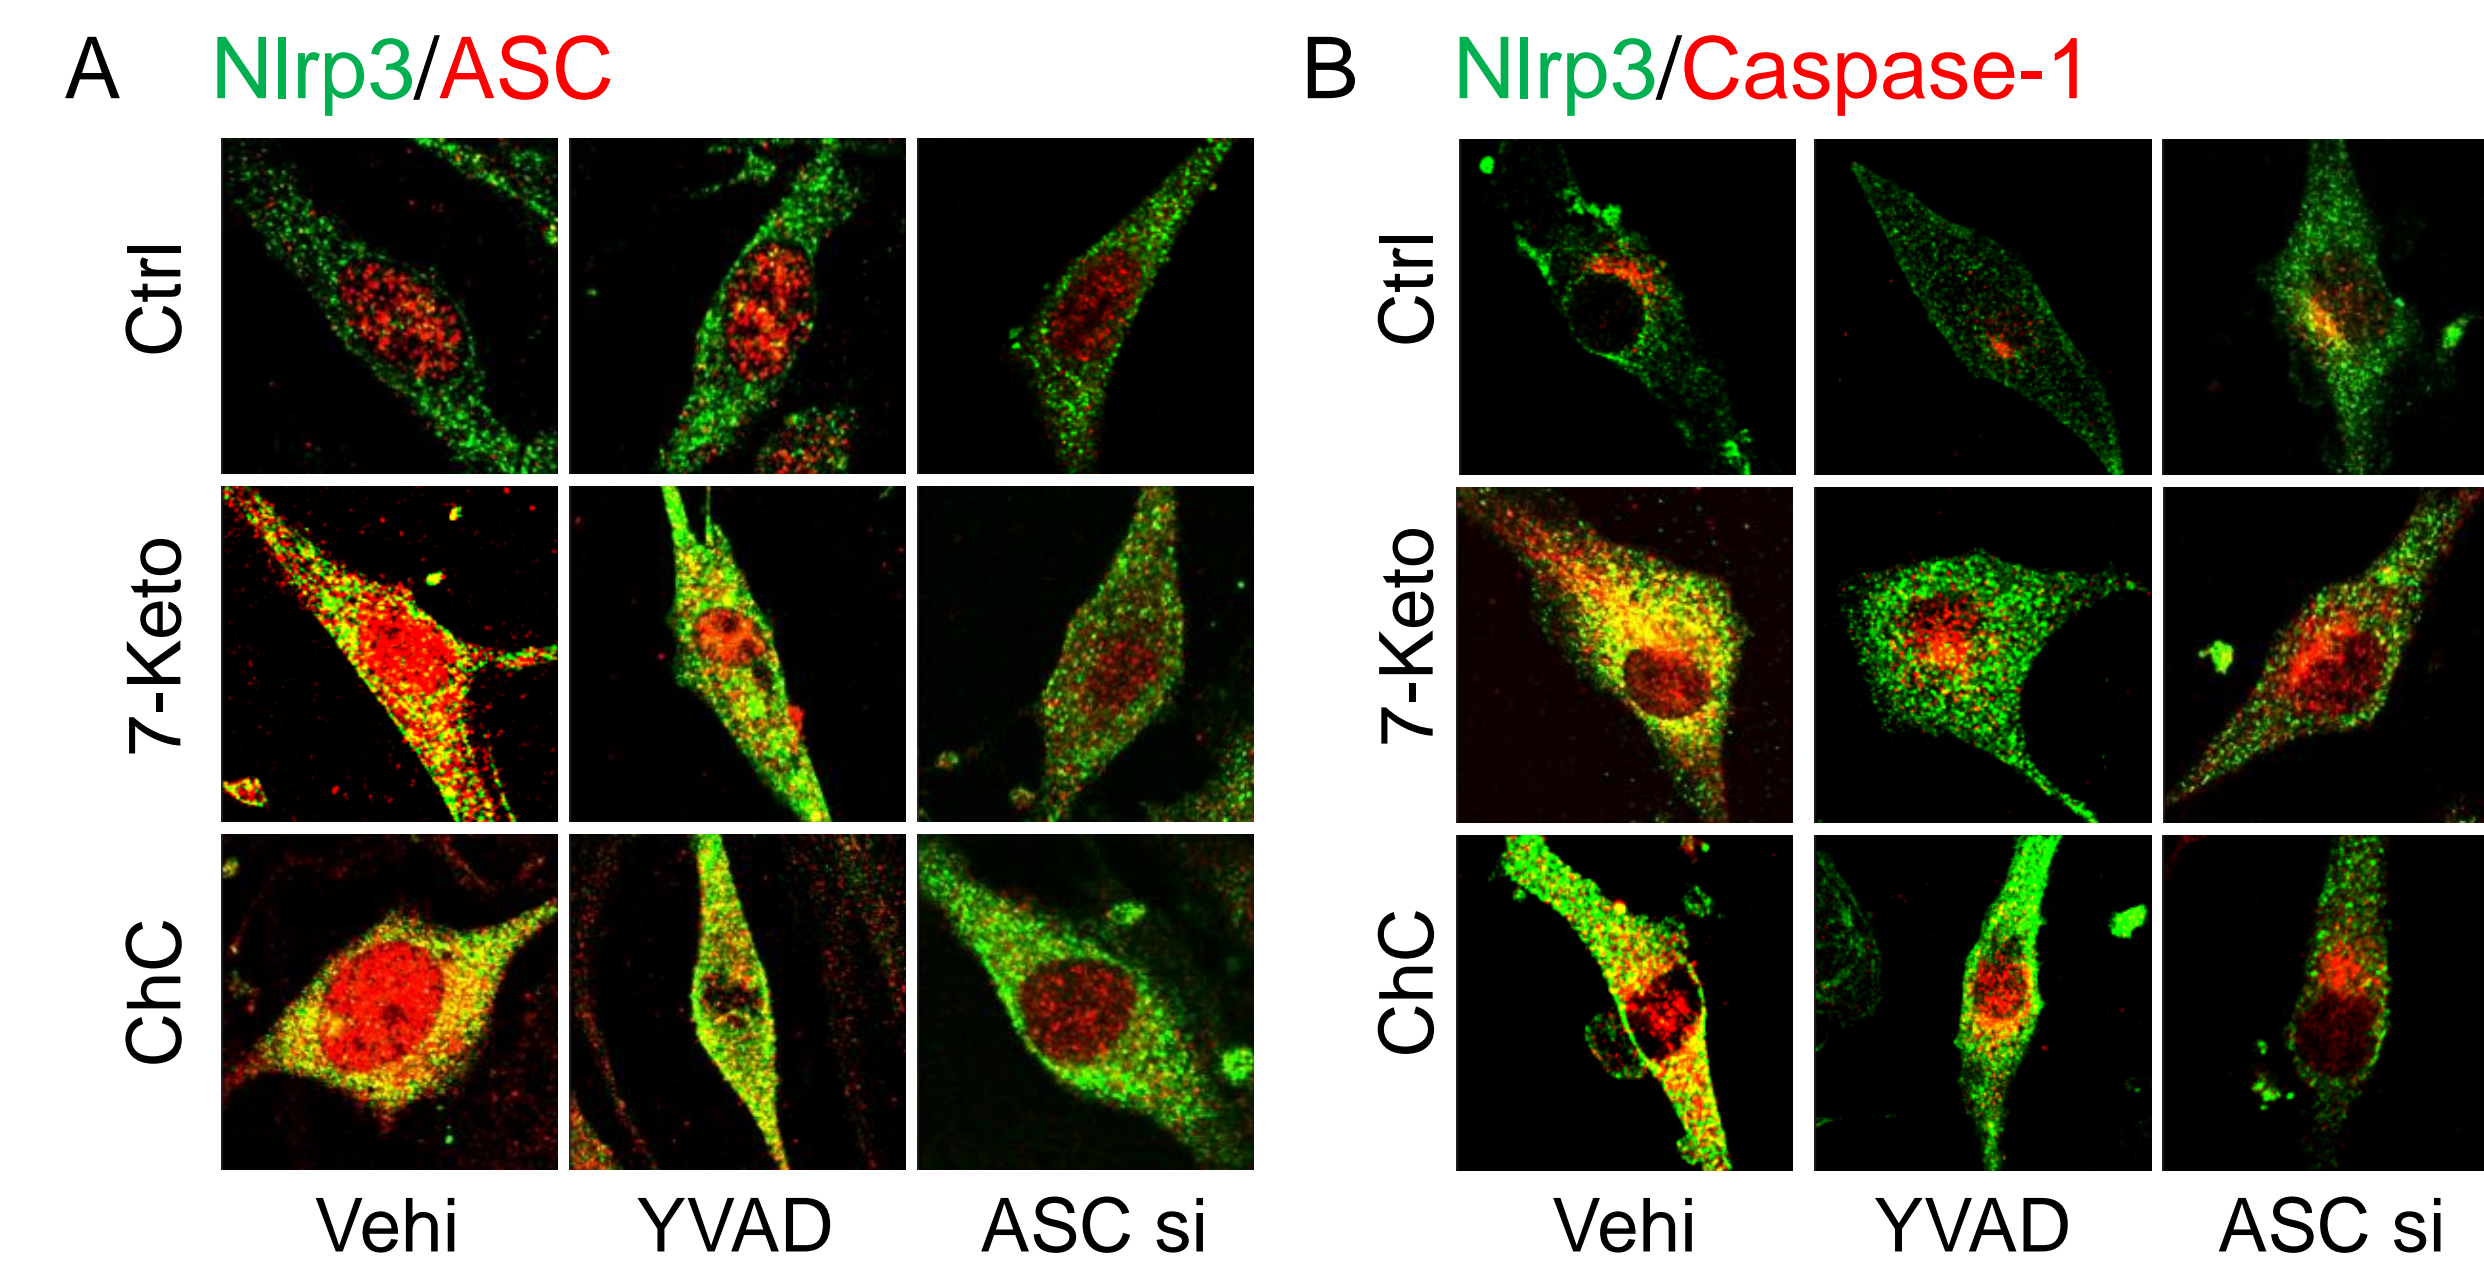 A Nlrp3/ASC
B Nlrp3/Caspase-1
Ctrl
7-Keto
ChC
Vehi YVAD ASC si
Ctrl
7-Keto
ChC
Vehi YVAD ASC si